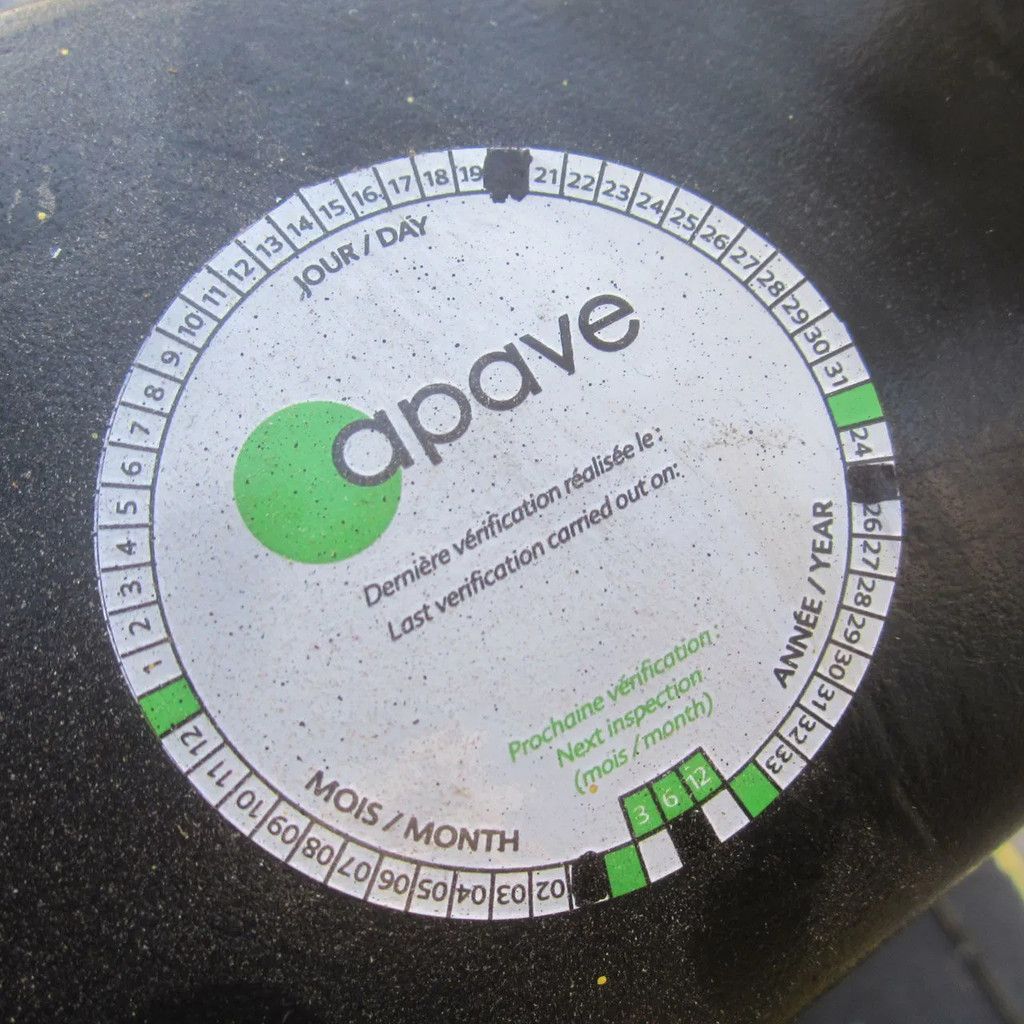 1 2 3 4 5 6 7 8 9 10 11 12 13 14 15 16 17 18 19 21 22 23 24 25 26 27 28 29 30 31
JOUR / DAY
apave
Dernière vérification réalisée le :
Last verification carried out on:
24 26 27 28 29 30 31 32 33
ANNÉE / YEAR
Prochaine vérification
Next inspection
(mois / month)
3 6 12
MOIS / MONTH
02 03 04 05 06 07 08 09 10 11 12